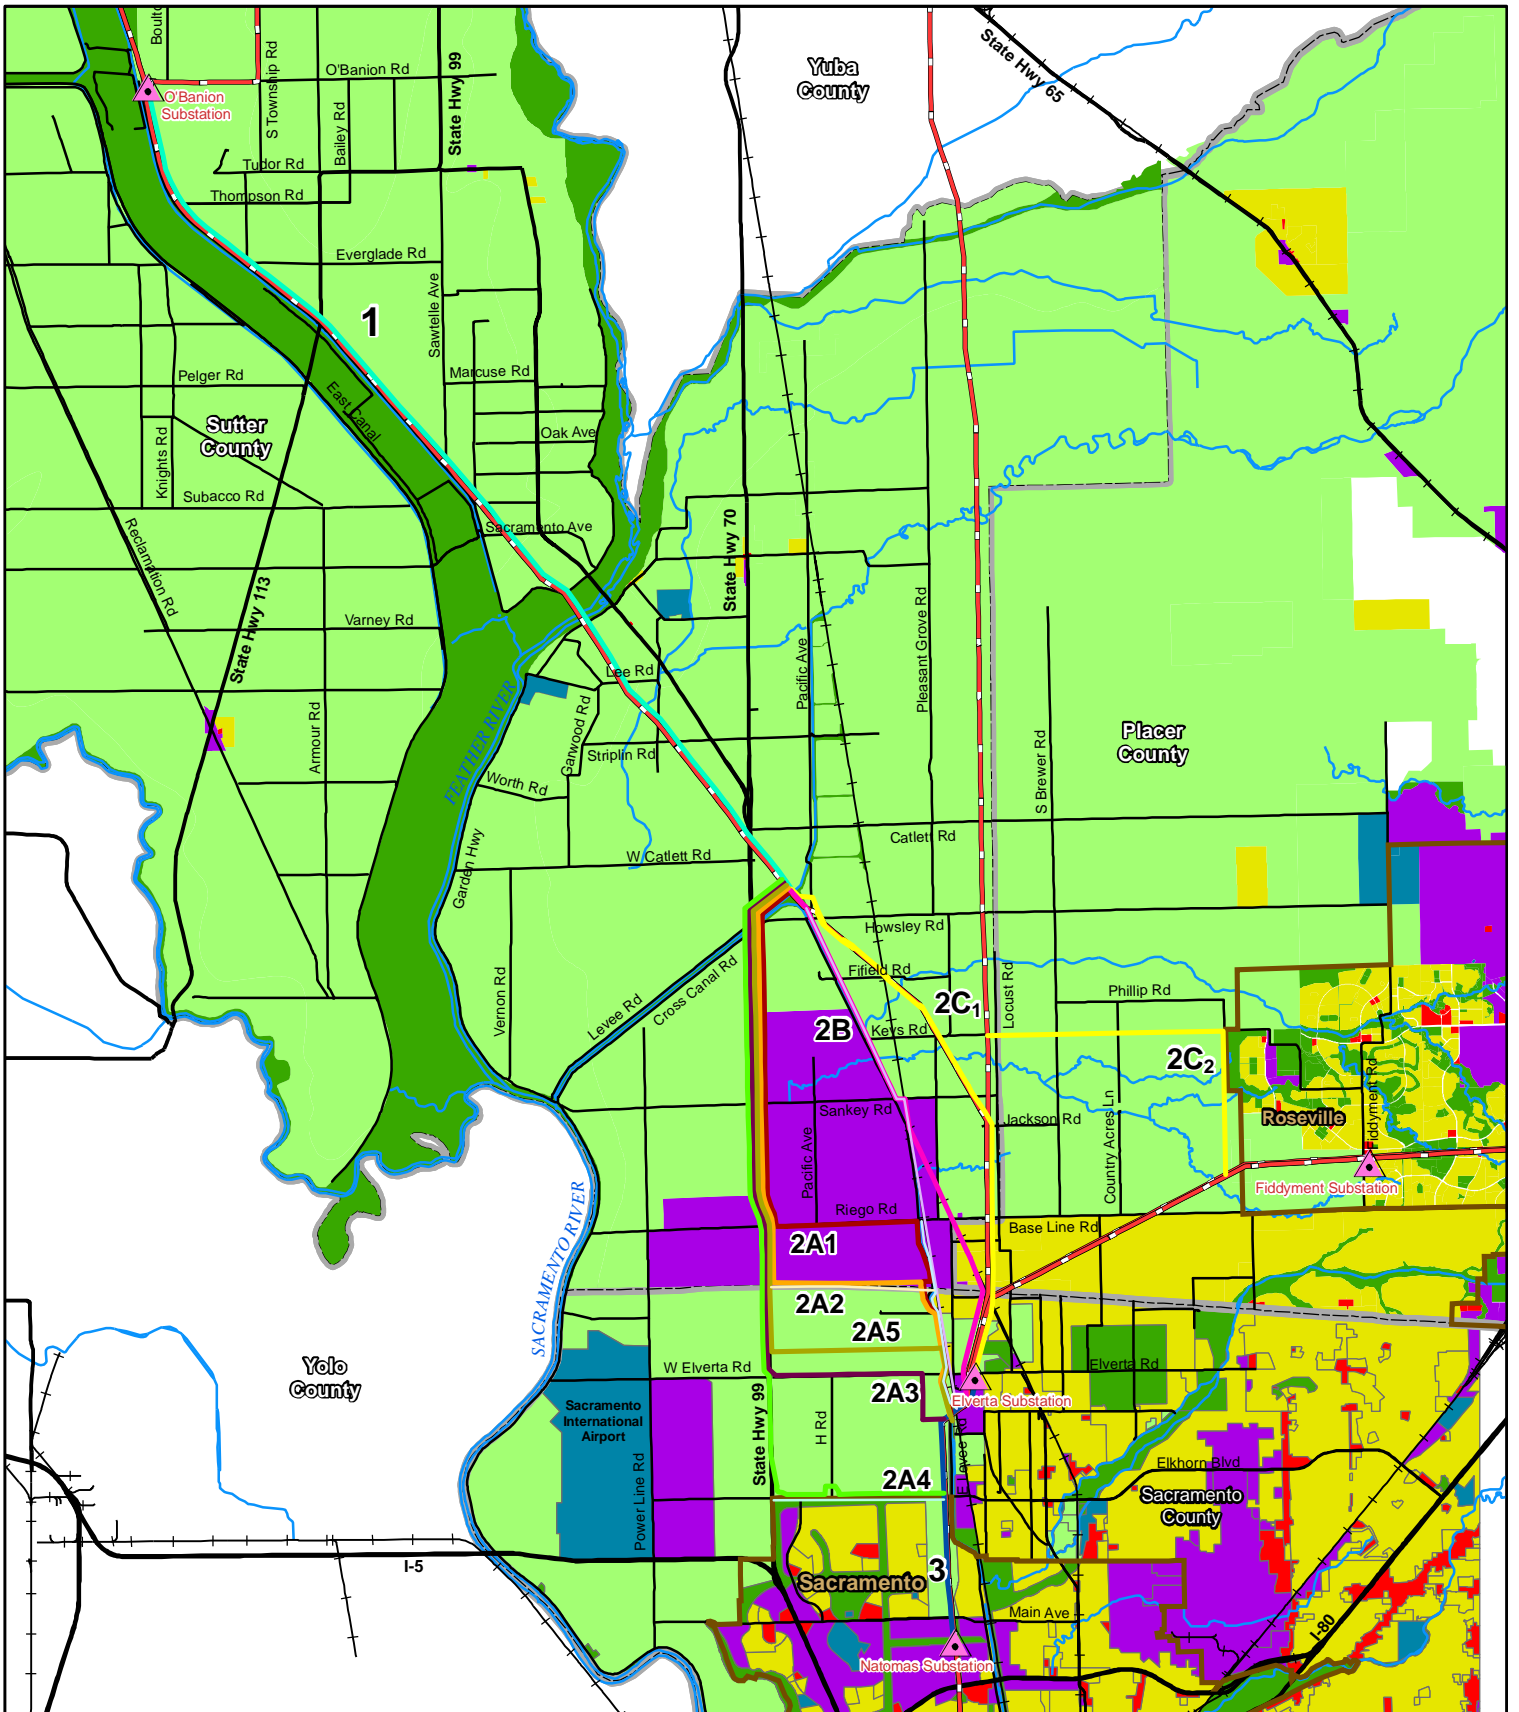 Boulto
S Township Rd
O'Banion Rd
State Hwy 99
Yuba
County
State Hwy 65
O'Banion
Substation
Bailey Rd
Tudor Rd
Thompson Rd
Everglade Rd
1
Sawtelle Ave
Marcuse Rd
Pelger Rd
East Canal
Sutter
County
Knights Rd
Oak Ave
Subacco Rd
Sacramento Ave
Reclamation Rd
State Hwy 70
State Hwy 113
Varney Rd
Pleasant Grove Rd
Pacific Ave
Lee Rd
FEATHER RIVER
Armour Rd
Garwood Rd
Striplin Rd
Worth Rd
S Brewer Rd
Placer
County
Catlett Rd
W Catlett Rd
Garden Hwy
Howsley Rd
Fifield Rd
Vernon Rd
Levee Rd
Cross Canal Rd
2C1
Locust Rd
Phillip Rd
2B
Keys Rd
2C2
Sankey Rd
Jackson Rd
Country Acres Ln
Roseville
Fiddyment Rd
Pacific Ave
Fiddyment Substation
Riego Rd
Base Line Rd
2A1
SACRAMENTO RIVER
2A2
2A5
Yolo
County
W Elverta Rd
Elverta Rd
2A3
Elverta Substation
Sacramento
International
Airport
State Hwy 99
H Rd
E Levee Rd
Power Line Rd
2A4
Elkhorn Blvd
Sacramento
County
I-5
Sacramento
3
Main Ave
I-80
Natomas Substation